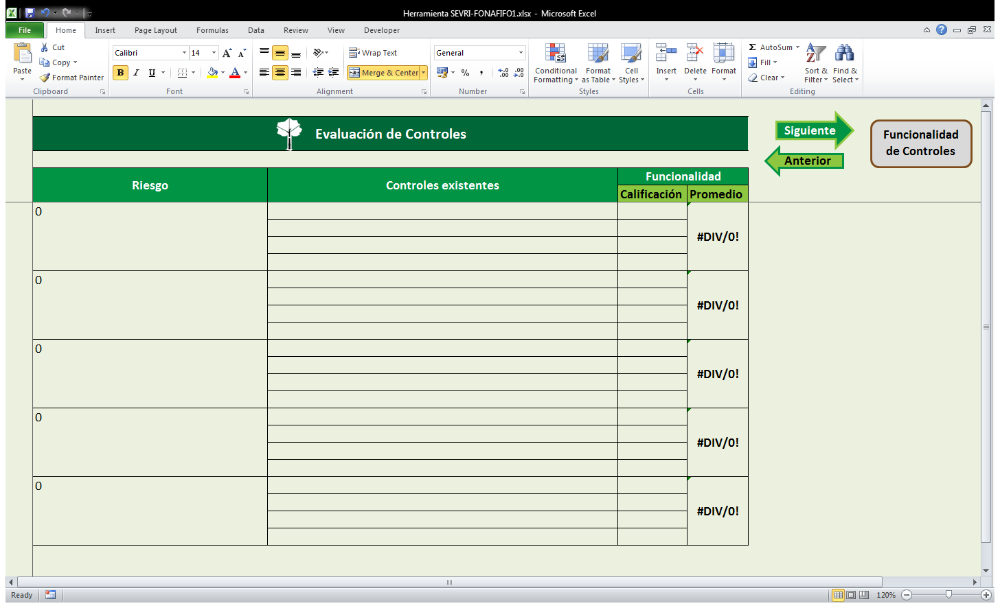 Herramienta SEVRI-FONAFIFO1.xlsx - Microsoft Excel
File Home Insert Page Layout Formulas Data Review View Developer
Paste
Cut
Copy
Format Painter
Clipboard
Calibri 14
B I U
Font
Wrap Text
Merge & Center
Alignment
General
Number
Conditional Formatting
Format as Table
Cell Styles
Styles
Insert Delete Format
Cells
AutoSum
Fill
Clear
Sort & Filter
Find & Select
Editing
Evaluación de Controles
Siguiente
Anterior
Funcionalidad
de Controles
Riesgo Controles existentes Funcionalidad
Calificación Promedio
0
#DIV/0!
0
#DIV/0!
0
#DIV/0!
0
#DIV/0!
0
#DIV/0!
Ready 120%